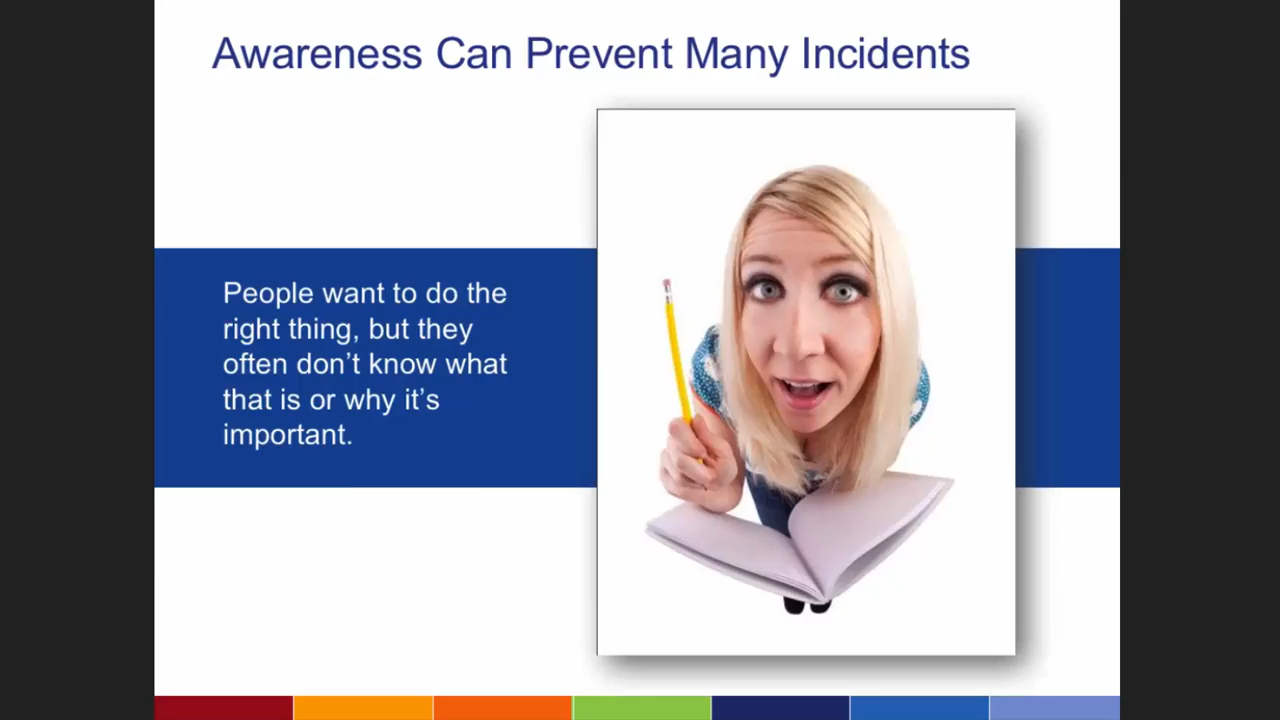 Awareness Can Prevent Many Incidents
People want to do the
right thing, but they
often don’t know what
that is or why it’s
important.